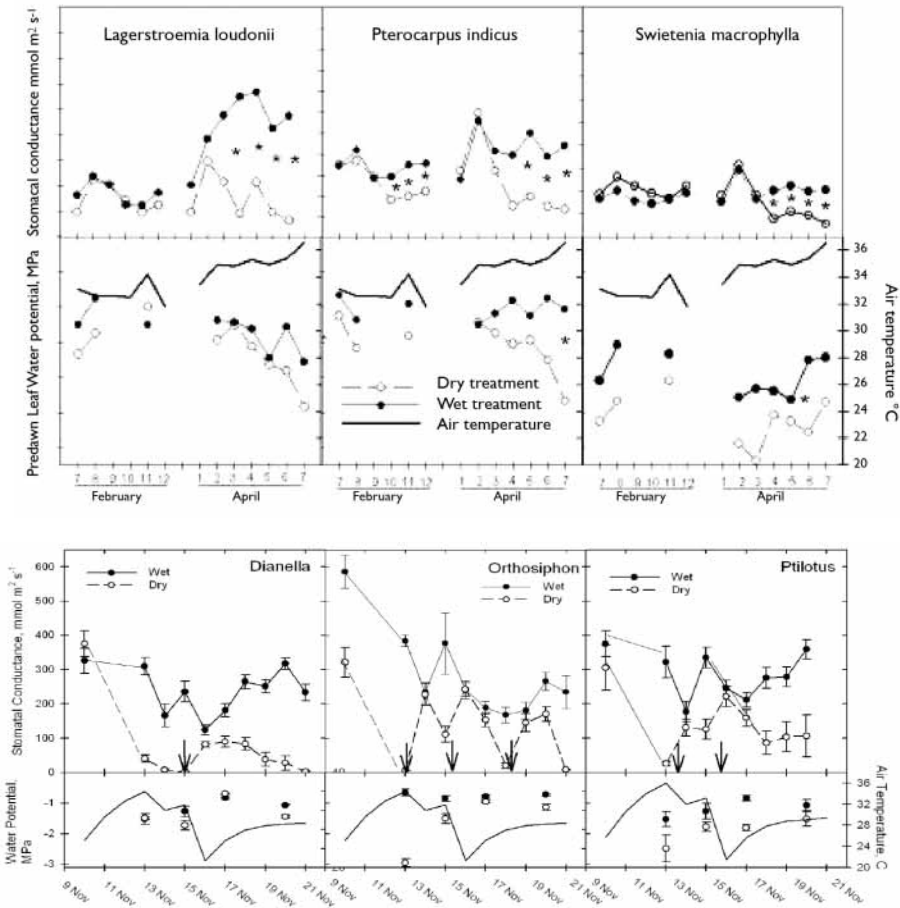 Lagerstroemia loudonii
Pterocarpus indicus
Swietenia macrophylla
Stomacal conductance mmol m² s-¹
* * * *
* * * * * *
* * * *
Predawn Leaf Water potential, MPa
Air temperature °C
36
34
32
30
28
26
24
22
20
*
*
Dry treatment
Wet treatment
Air temperature
7 8 9 10 11 12 1 2 3 4 5 6 7
7 8 9 10 11 12 1 2 3 4 5 6 7
7 8 9 10 11 12 1 2 3 4 5 6 7
February April
February April
February April
Stomatal Conductance, mmol m² s⁻¹
600
500
400
300
200
100
0
Dianella
Wet
Dry
Orthosiphon
Wet
Dry
Ptilotus
Wet
Dry
Water Potential. MPa
-1
-2
-3
Air Temperature, C
36
32
28
24
20
9 Nov 11 Nov 13 Nov 15 Nov 17 Nov 19 Nov 21 Nov
9 Nov 11 Nov 13 Nov 15 Nov 17 Nov 19 Nov 21 Nov
9 Nov 11 Nov 13 Nov 15 Nov 17 Nov 19 Nov 21 Nov